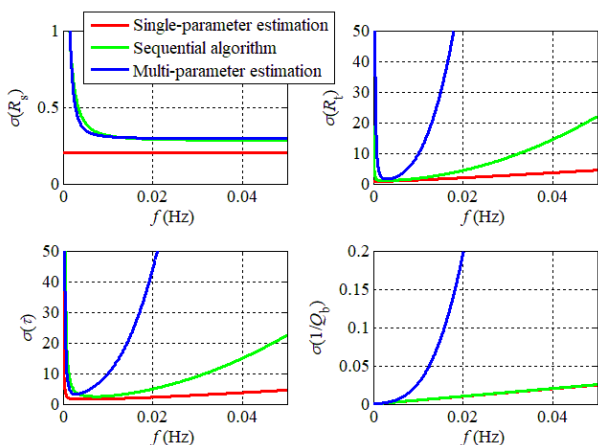 Single-parameter estimation
Sequential algorithm
Multi-parameter estimation
σ(Rs)
1
0.5
0
0
0.02
0.04
f (Hz)
σ(Rt)
50
40
30
20
10
0
0
0.02
0.04
f (Hz)
σ(τ)
50
40
30
20
10
0
0
0.02
0.04
f (Hz)
σ(1/Qb)
0.2
0.15
0.1
0.05
0
0
0.02
0.04
f (Hz)